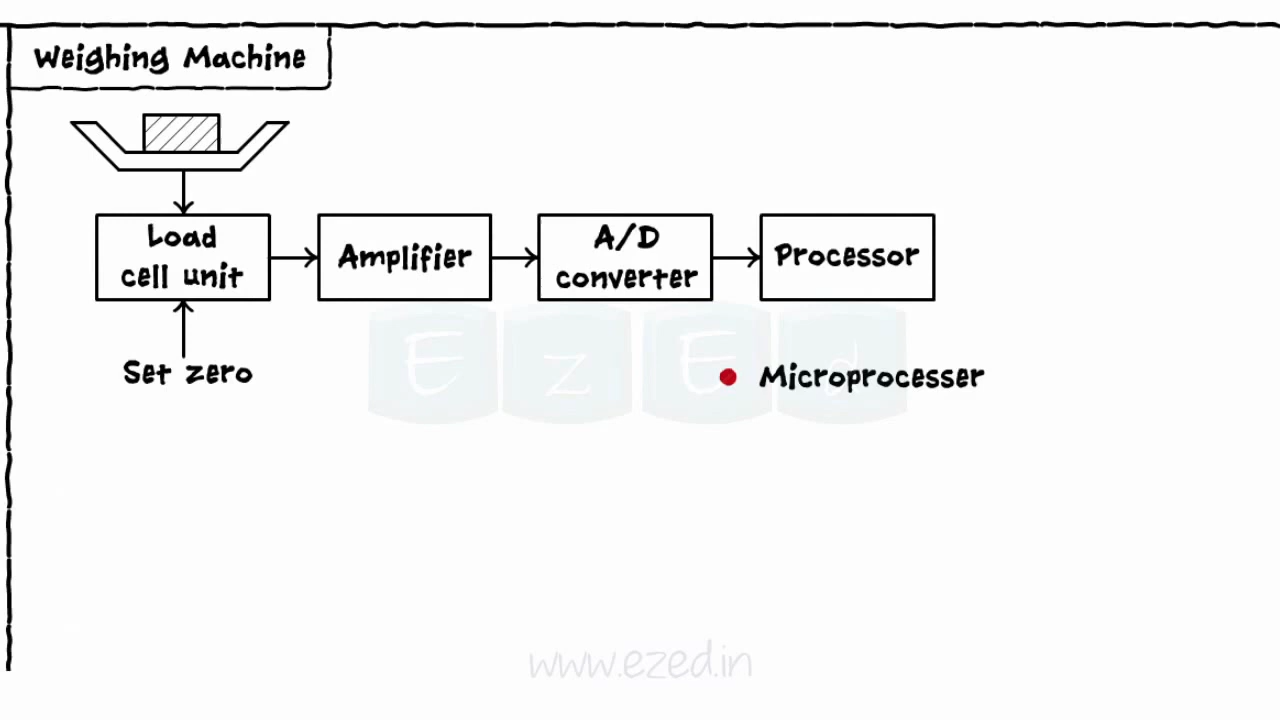 Weighing Machine
Load
cell unit
Amplifier
A/D
converter
Processor
Set zero
Microprocesser
E z E d
www.ezed.in